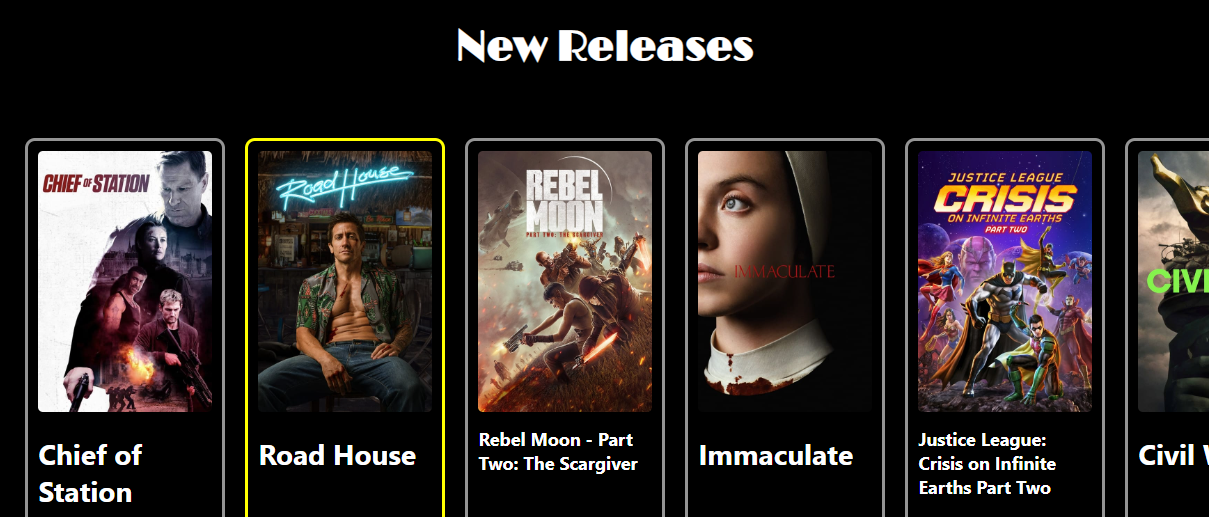 New Releases
CHIEF OF STATION
Road House
REBEL
MOON
PART TWO: THE SCARGIVER
IMMACULATE
JUSTICE LEAGUE
CRISIS
ON INFINITE EARTHS
PART TWO
CIVI
Chief of
Station
Road House
Rebel Moon - Part
Two: The Scargiver
Immaculate
Justice League:
Crisis on Infinite
Earths Part Two
Civil W